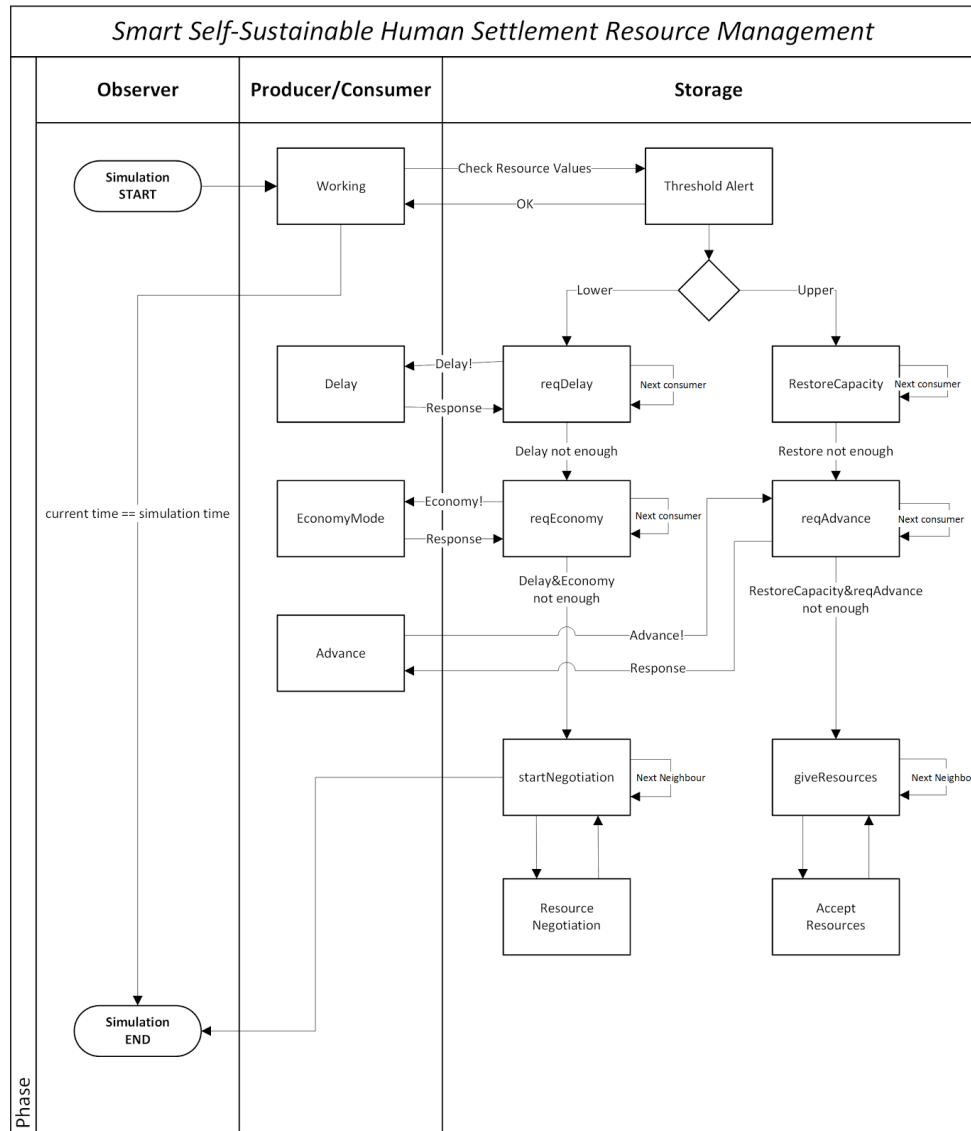 Smart Self-Sustainable Human Settlement Resource Management
Observer
Producer/Consumer
Storage
Simulation
START
Working
Check Resource Values
OK
Threshold Alert
Lower
Upper
Delay
Delay!
Response
reqDelay
Next consumer
RestoreCapacity
Next consumer
Delay not enough
Restore not enough
current time == simulation time
EconomyMode
Economy!
Response
reqEconomy
Next consumer
reqAdvance
Next consumer
Delay&Economy
not enough
RestoreCapacity&reqAdvance
not enough
Advance
Advance!
Response
startNegotiation
Next Neighbour
giveResources
Next Neighbo
Resource
Negotiation
Accept
Resources
Simulation
END
Phase